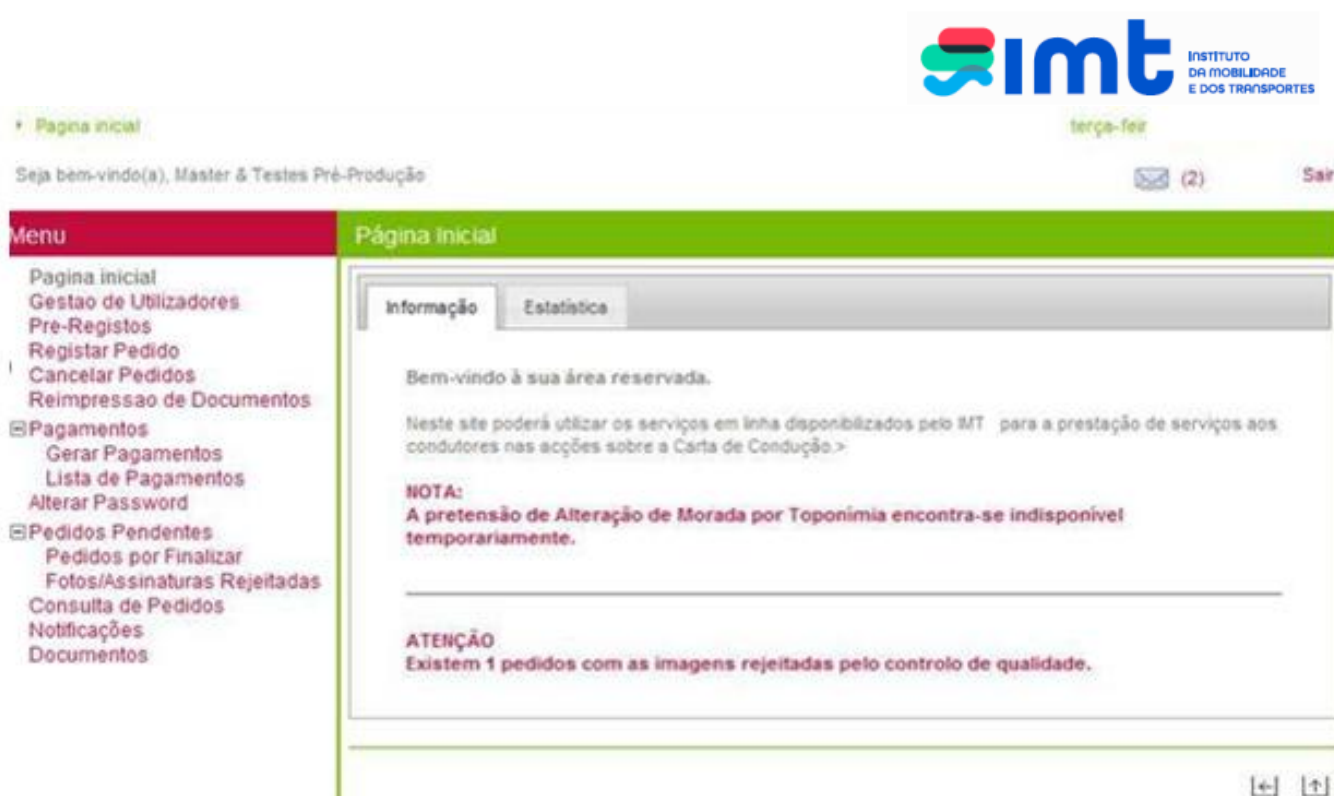 imt
INSTITUTO
DA MOBILIDADE
E DOS TRANSPORTES
Pagina inicial
terça-feir
Seja bem-vindo(a), Master & Testes Pré-Produção
(2)
Sair
Menu
Página Inicial
Pagina inicial
Gestao de Utilizadores
Pre-Registos
Registar Pedido
Cancelar Pedidos
Reimpressao de Documentos
Pagamentos
Gerar Pagamentos
Lista de Pagamentos
Alterar Password
Pedidos Pendentes
Pedidos por Finalizar
Fotos/Assinaturas Rejeitadas
Consulta de Pedidos
Notificações
Documentos
Informação
Estatística
Bem-vindo à sua área reservada.
Neste site poderá utilizar os serviços em linha disponibilizados pelo IMT para a prestação de serviços aos
condutores nas acções sobre a Carta de Condução.>
NOTA:
A pretensão de Alteração de Morada por Toponímia encontra-se indisponível
temporariamente.
ATENÇÃO
Existem 1 pedidos com as imagens rejeitadas pelo controlo de qualidade.